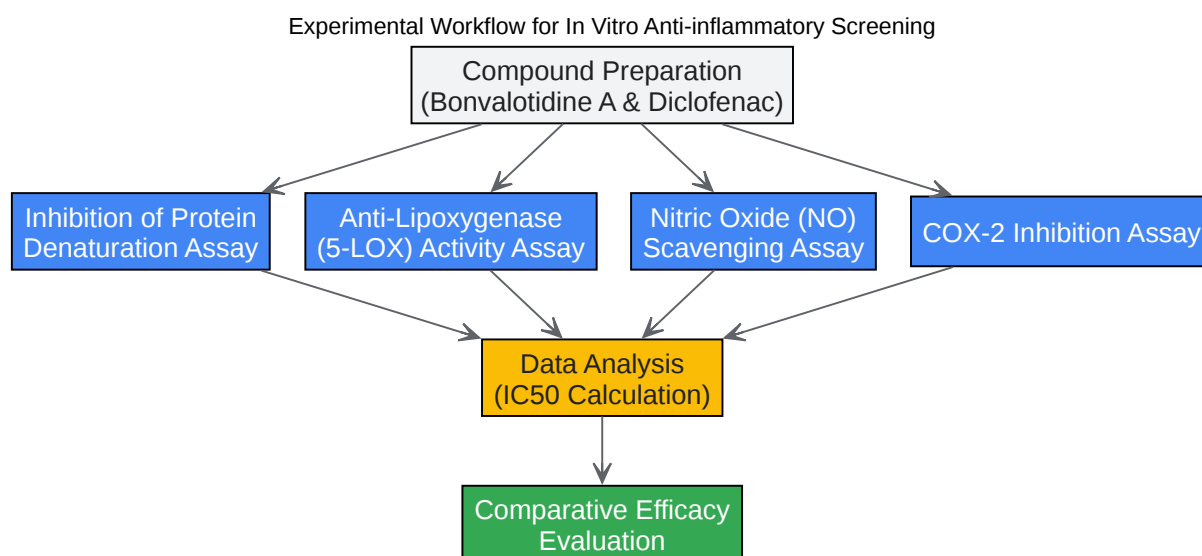 Experimental Workflow for In Vitro Anti-inflammatory Screening
Compound Preparation
(Bonvalotidine A & Diclofenac)
Inhibition of Protein
Denaturation Assay
Anti-Lipoxygenase
(5-LOX) Activity Assay
Nitric Oxide (NO)
Scavenging Assay
COX-2 Inhibition Assay
Data Analysis
(IC50 Calculation)
Comparative Efficacy
Evaluation